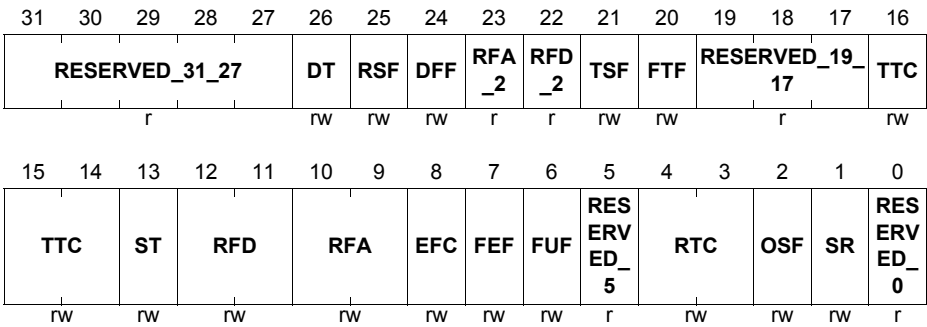 31 30 29 28 27 26 25 24 23 22 21 20 19 18 17 16
RESERVED_31_27 DT RSF DFF RFA_2 RFD_2 TSF FTF RESERVED_19_17 TTC
r rw rw rw r r rw rw r rw
15 14 13 12 11 10 9 8 7 6 5 4 3 2 1 0
TTC ST RFD RFA EFC FEF FUF RESERVED_5 RTC OSF SR RESERVED_0
rw rw rw rw rw rw rw r rw rw rw r